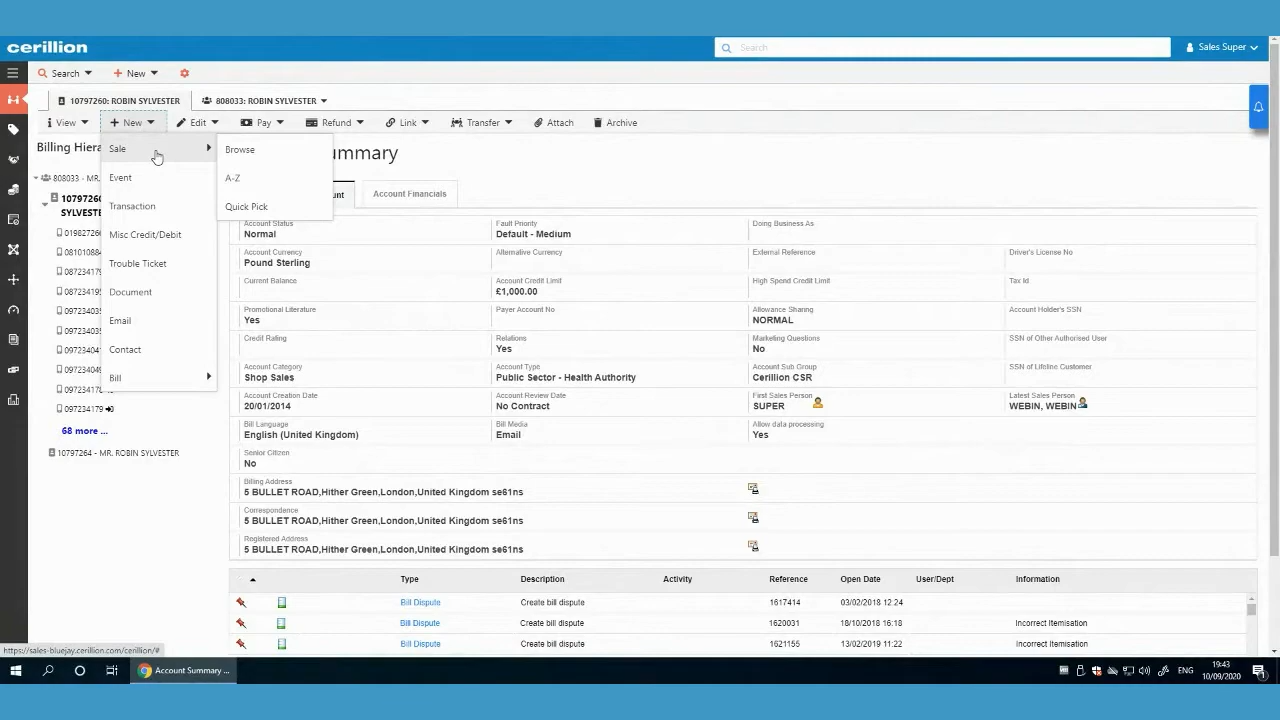 cerillion
Search
Sales Super
Search
New
10797260: ROBIN SYLVESTER
808033: ROBIN SYLVESTER
View
New
Edit
Pay
Refund
Link
Transfer
Attach
Archive
Billing Hiera
808033 - MR.
10797260
SYLVESTER
01982726
08101088
087234179
08723419
09723403
09723403
09723404
09723404
09723417
097234179
68 more ...
10797264 - MR. ROBIN SYLVESTER
Sale
Event
Transaction
Misc Credit/Debit
Trouble Ticket
Document
Email
Contact
Bill
Browse
A-Z
Quick Pick
ummary
nt
Account Financials
Account Status
Normal
Fault Priority
Default - Medium
Doing Business As
Account Currency
Pound Sterling
Alternative Currency
External Reference
Driver's License No
Current Balance
Account Credit Limit
£1,000.00
High Spend Credit Limit
Tax Id
Promotional Literature
Yes
Payer Account No
Allowance Sharing
NORMAL
Account Holder's SSN
Credit Rating
Relations
Yes
Marketing Questions
No
SSN of Other Authorised User
Account Category
Shop Sales
Account Type
Public Sector - Health Authority
Account Sub Group
Cerillion CSR
SSN of Lifeline Customer
Account Creation Date
20/01/2014
Account Review Date
No Contract
First Sales Person
SUPER
Latest Sales Person
WEBIN, WEBIN
Bill Language
English (United Kingdom)
Bill Media
Email
Allow data processing
Yes
Senior Citizen
No
Billing Address
5 BULLET ROAD,Hither Green,London,United Kingdom se61ns
Correspondence
5 BULLET ROAD,Hither Green,London,United Kingdom se61ns
Registered Address
5 BULLET ROAD,Hither Green,London,United Kingdom se61ns
Type Description Activity Reference Open Date User/Dept Information
Bill Dispute Create bill dispute 1617414 03/02/2018 12:24
Bill Dispute Create bill dispute 1620031 18/10/2018 16:18 Incorrect Itemisation
Bill Dispute Create bill dispute 1621155 13/02/2019 11:22 Incorrect Itemisation
https://sales-bluejay.cerillion.com/cerillion/#
Account Summary ...
ENG
19:43
10/09/2020